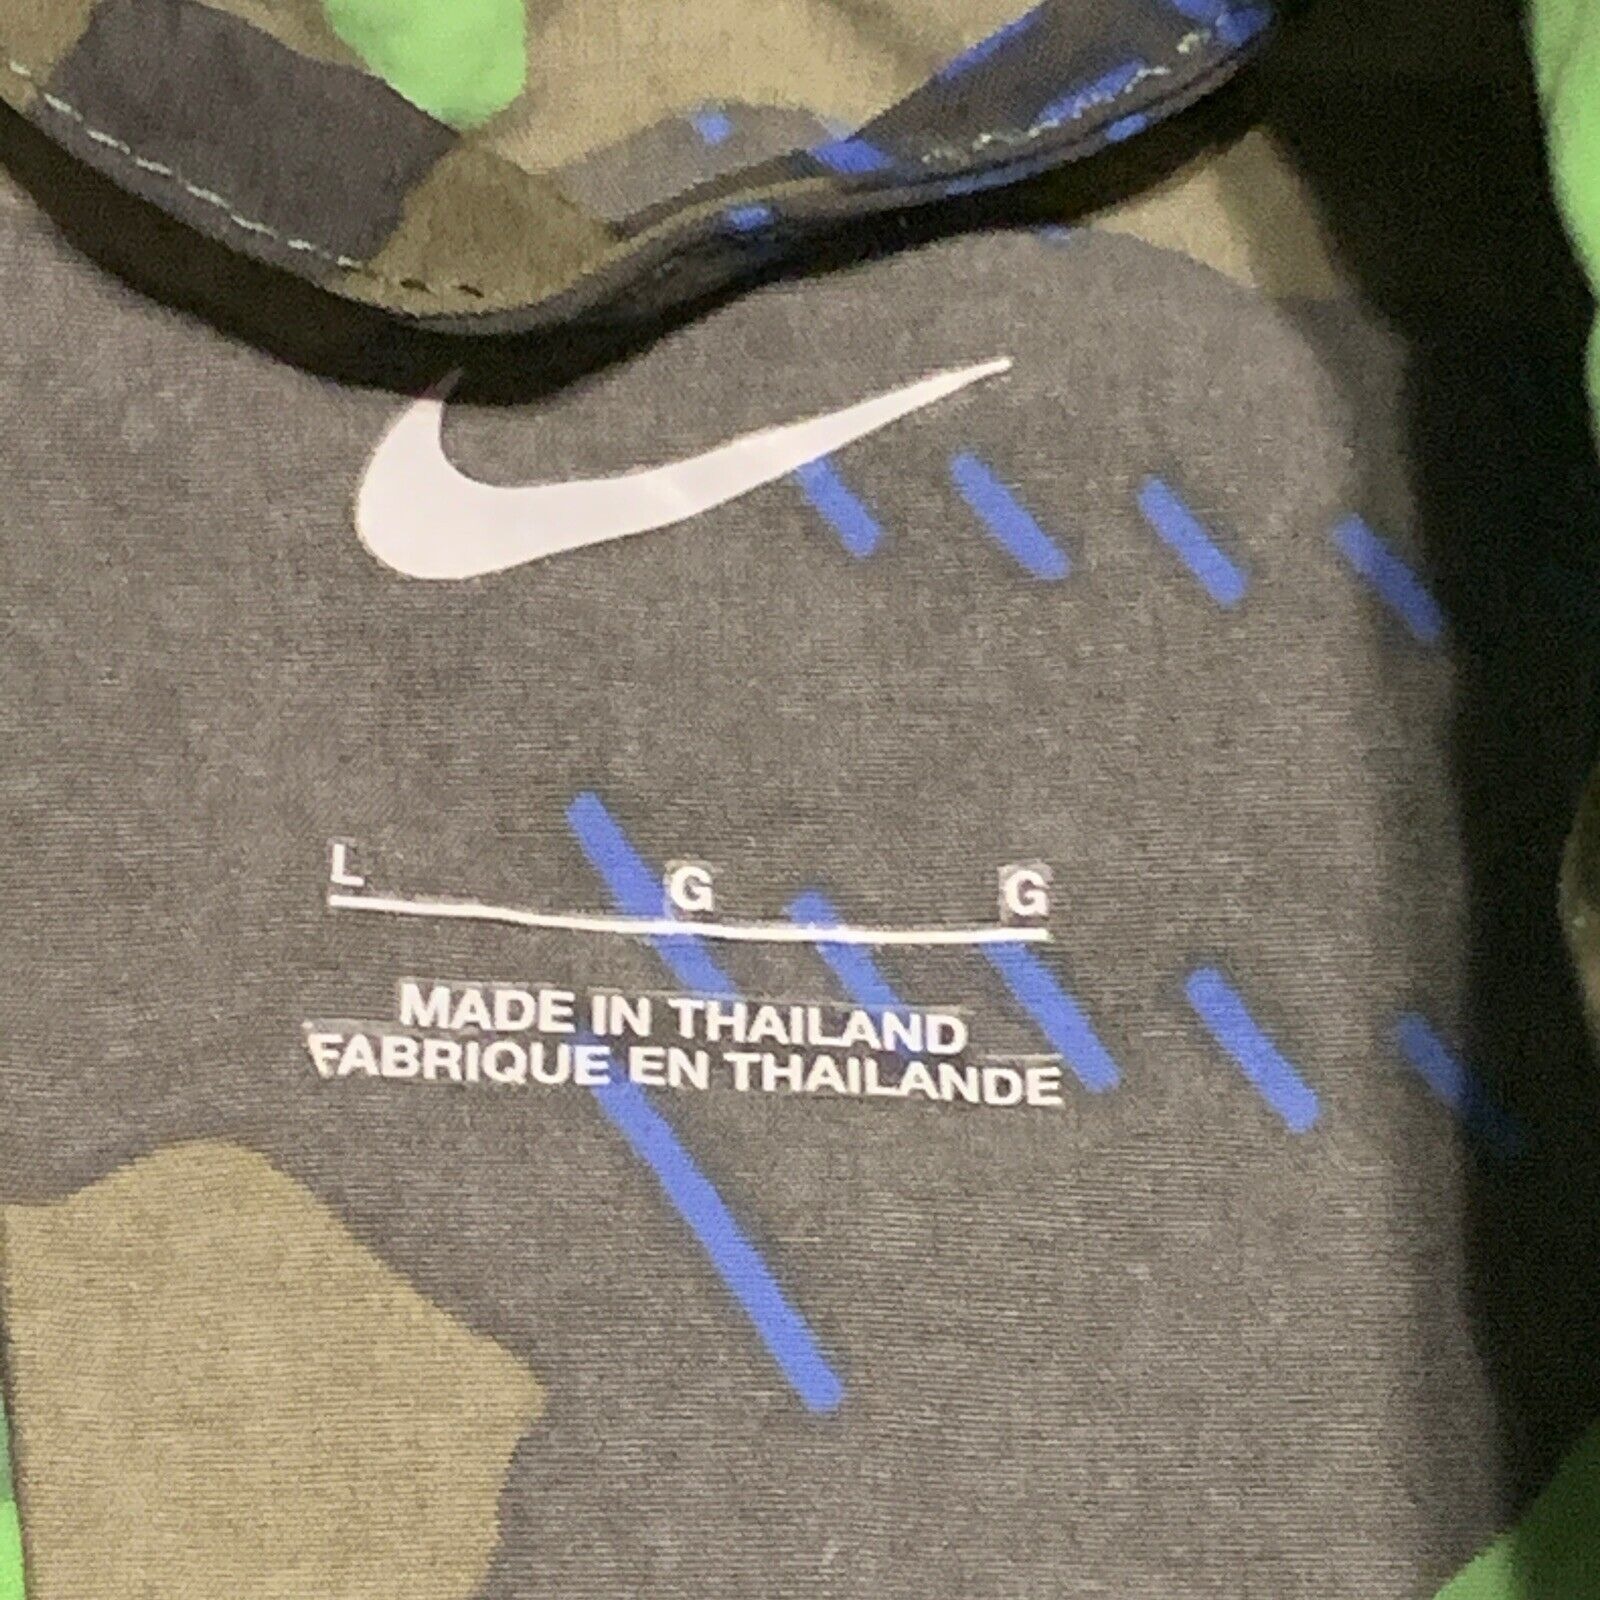 L G G
MADE IN THAILAND
FABRIQUE EN THAILANDE